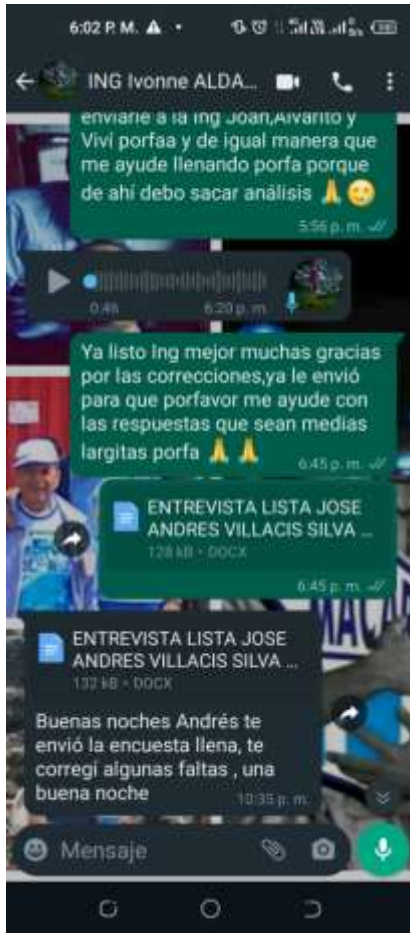 6:02 P. M.
ING Ivonne ALDA...
enviarle a la Ing Joan,Alvarito y
Viví porfaa y de igual manera que
me ayude llenando porfa porque
de ahí debo sacar análisis 🙏🥹
5:56 p. m.
0:46 6:20 p. m.
Ya listo Ing mejor muchas gracias
por las correcciones,ya le envió
para que porfavor me ayude con
las respuestas que sean medias
largitas porfa 🙏 🙏
6:45 p. m.
ENTREVISTA LISTA JOSE
ANDRES VILLACIS SILVA ...
128 kB • DOCX
6:45 p. m.
ENTREVISTA LISTA JOSE
ANDRES VILLACIS SILVA ...
132 kB • DOCX
Buenas noches Andrés te
envió la encuesta llena, te
corregi algunas faltas , una
buena noche
10:35 p. m.
Mensaje